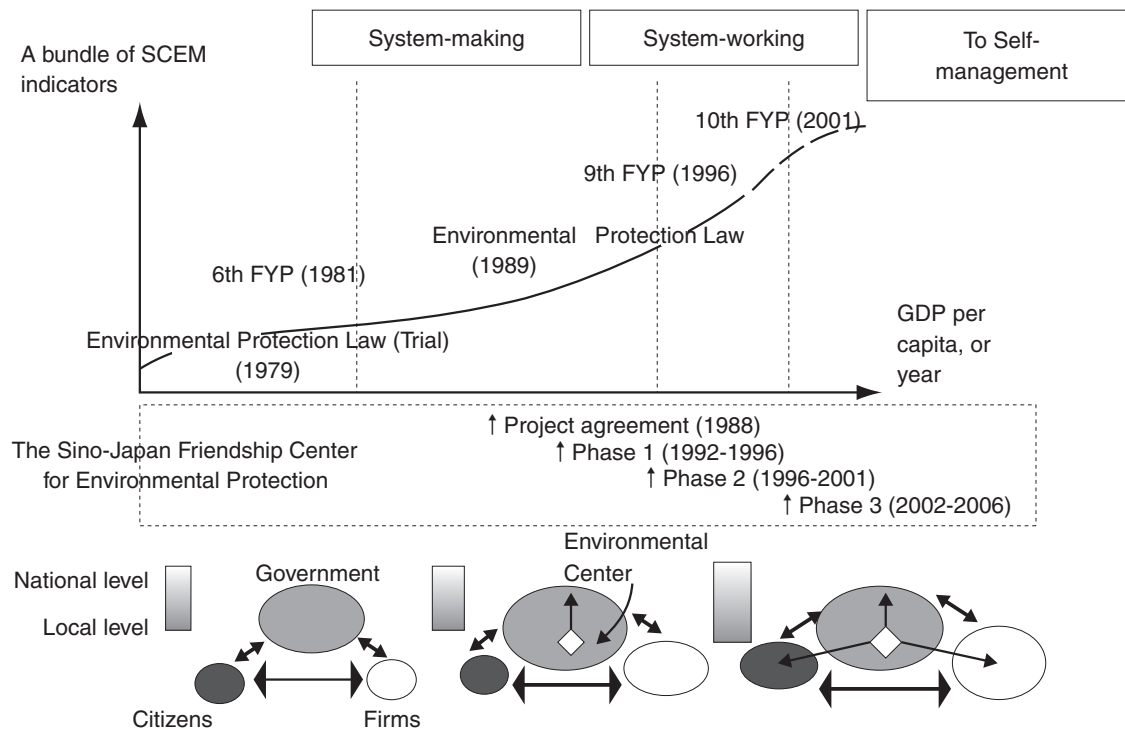 System-making
System-working
To Self-
management
A bundle of SCEM
indicators
10th FYP (2001)
9th FYP (1996)
Environmental Protection Law
(1989)
6th FYP (1981)
Environmental Protection Law (Trial)
(1979)
GDP per
capita, or
year
The Sino-Japan Friendship Center
for Environmental Protection
↑ Project agreement (1988)
↑ Phase 1 (1992-1996)
↑ Phase 2 (1996-2001)
↑ Phase 3 (2002-2006)
National level
Local level
Government
Environmental
Center
Citizens
Firms